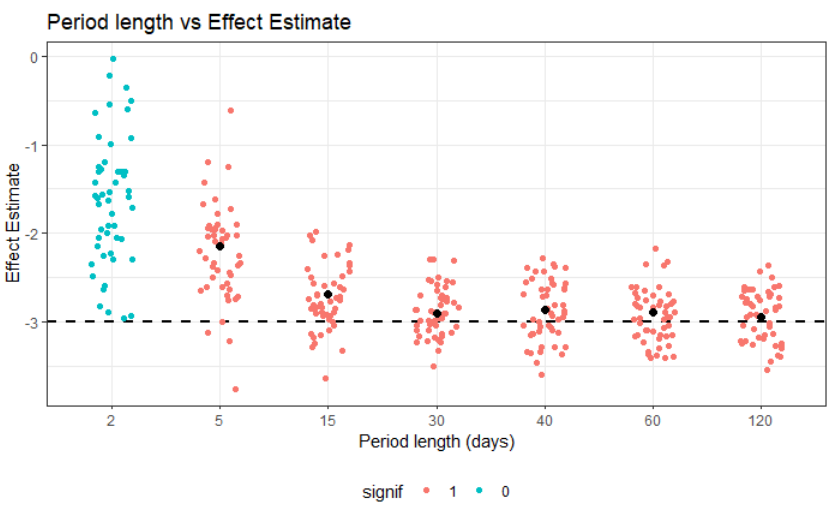 Period length vs Effect Estimate
0
-1
-2
-3
Effect Estimate
2 5 15 30 40 60 120
Period length (days)
signif 1 0